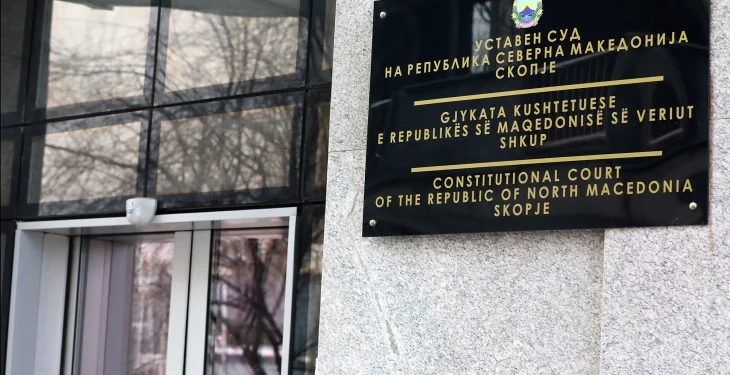 УСТАВЕН СУД
НА РЕПУБЛИКА СЕВЕРНА МАКЕДОНИЈА
СКОПЈЕ
GJYKATA KUSHTETUESE
E REPUBLIKËS SË MAQEDONISË SË VERIUT
SHKUP
CONSTITUTIONAL COURT
OF THE REPUBLIC OF NORTH MACEDONIA
SKOPJE